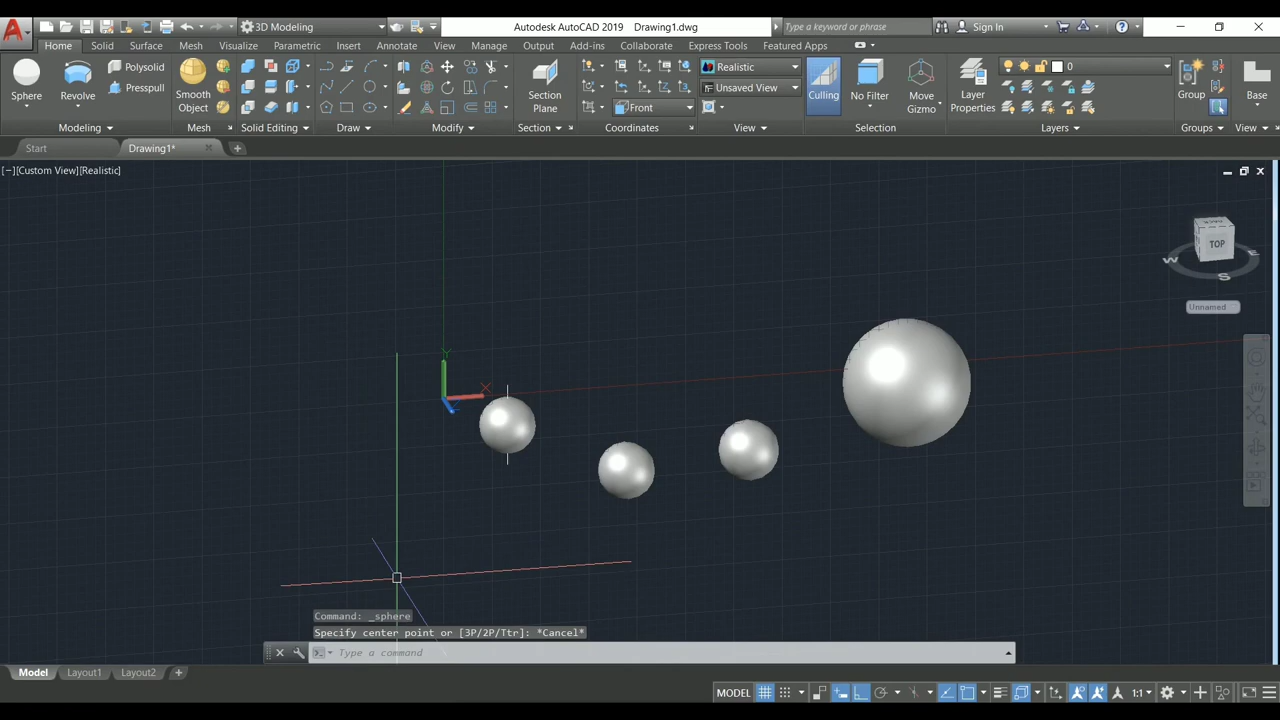 3D Modeling
Autodesk AutoCAD 2019 Drawing1.dwg
Type a keyword or phrase
Sign In
Home Solid Surface Mesh Visualize Parametric Insert Annotate View Manage Output Add-ins Collaborate Express Tools Featured Apps
Sphere
Revolve
Polysolid
Presspull
Smooth
Object
Section
Plane
Realistic
Unsaved View
Front
Culling
No Filter
Move
Gizmo
Layer
Properties
0
Group
Base
Modeling
Mesh
Solid Editing
Draw
Modify
Section
Coordinates
View
Selection
Layers
Groups
View
Start
Drawing1*
[−][Custom View][Realistic]
TOP
W
S
E
Unnamed
Y
X
Command: _sphere
Specify center point or [3P/2P/Ttr]: *Cancel*
Type a command
Model
Layout1
Layout2
MODEL
1:1